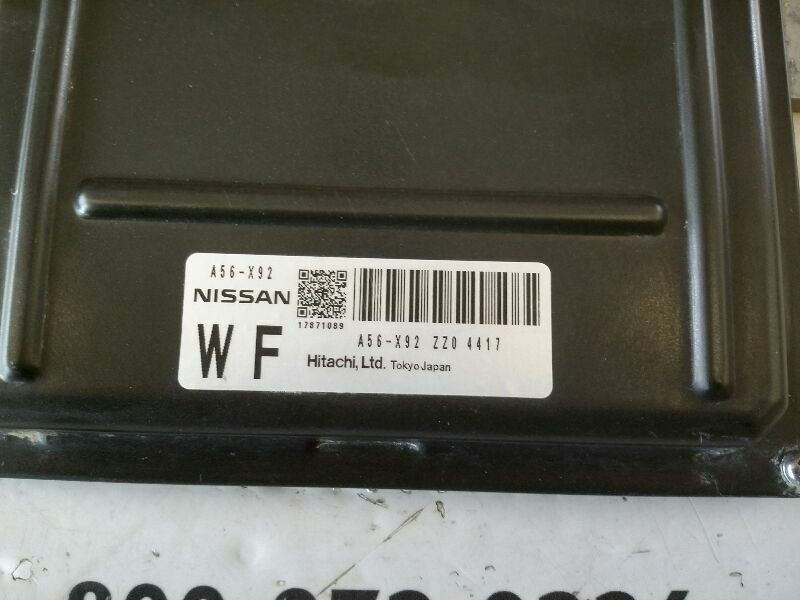 A56-X92
NISSAN
17871089
WF
A56-X92 ZZ0 4417
Hitachi, Ltd. Tokyo Japan